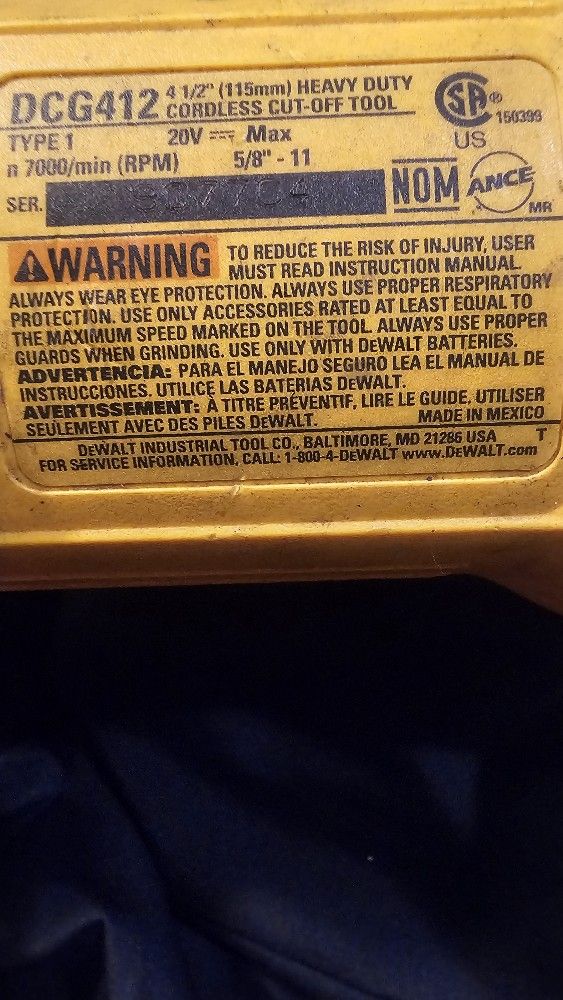 DCG412 4 1/2" (115mm) HEAVY DUTY
CORDLESS CUT-OFF TOOL
SA ® 150399
US
TYPE 1 20V ⎓ Max
n 7000/min (RPM) 5/8" - 11
SER.
NOM ANCE MR
WARNING TO REDUCE THE RISK OF INJURY, USER
MUST READ INSTRUCTION MANUAL.
ALWAYS WEAR EYE PROTECTION. ALWAYS USE PROPER RESPIRATORY
PROTECTION. USE ONLY ACCESSORIES RATED AT LEAST EQUAL TO
THE MAXIMUM SPEED MARKED ON THE TOOL. ALWAYS USE PROPER
GUARDS WHEN GRINDING. USE ONLY WITH DEWALT BATTERIES.
ADVERTENCIA: PARA EL MANEJO SEGURO LEA EL MANUAL DE
INSTRUCCIONES. UTILICE LAS BATERIAS DEWALT.
AVERTISSEMENT: À TITRE PRÉVENTIF, LIRE LE GUIDE. UTILISER
SEULEMENT AVEC DES PILES DEWALT. MADE IN MEXICO
DEWALT INDUSTRIAL TOOL CO., BALTIMORE, MD 21286 USA T
FOR SERVICE INFORMATION, CALL: 1-800-4-DEWALT www.DEWALT.com